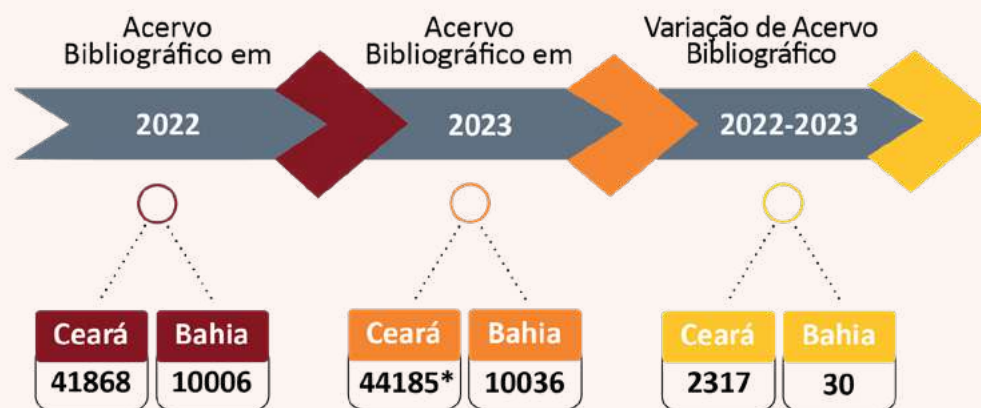 Acervo
Bibliográfico em
Acervo
Bibliográfico em
Variação de Acervo
Bibliográfico
2022
2023
2022-2023
Ceará
Bahia
Ceará
Bahia
Ceará
Bahia
41868
10006
44185*
10036
2317
30